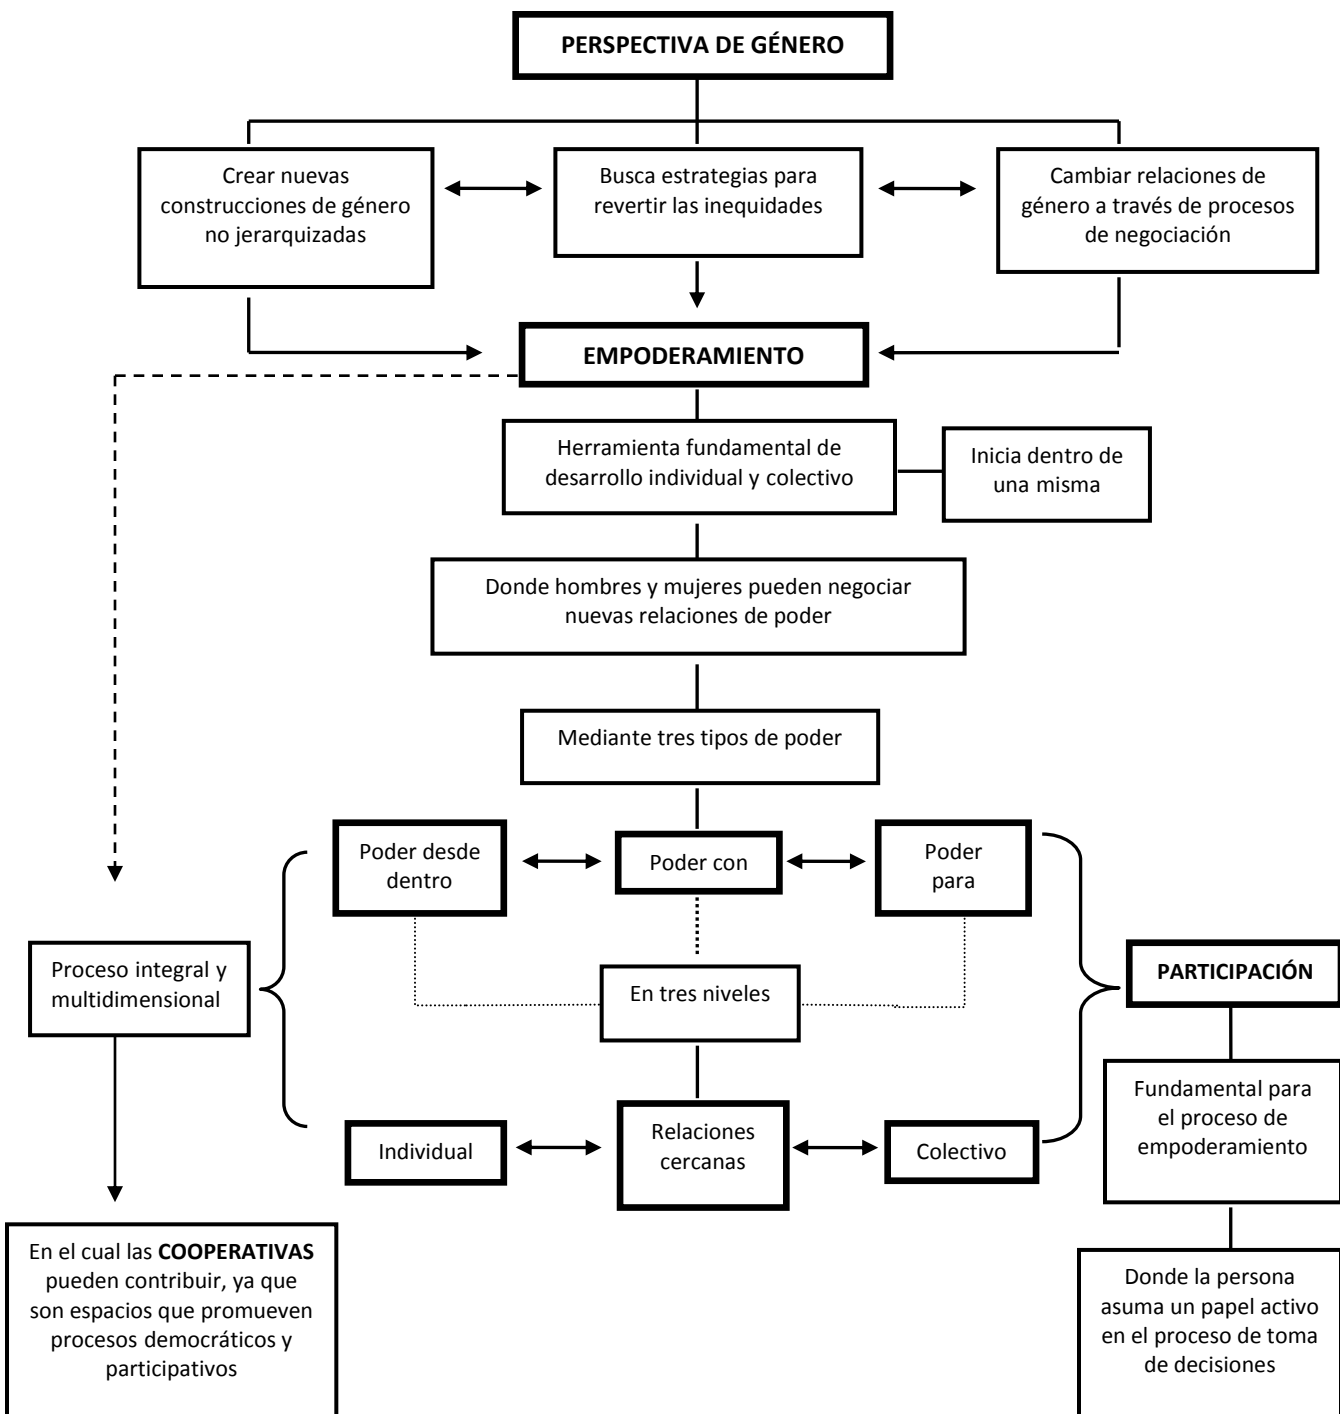 PERSPECTIVA DE GÉNERO
Crear nuevas
construcciones de género
no jerarquizadas
Busca estrategias para
revertir las inequidades
Cambiar relaciones de
género a través de procesos
de negociación
EMPODERAMIENTO
Herramienta fundamental de
desarrollo individual y colectivo
Inicia dentro de
una misma
Donde hombres y mujeres pueden negociar
nuevas relaciones de poder
Mediante tres tipos de poder
Poder desde
dentro
Poder con
Poder
para
Proceso integral y
multidimensional
En tres niveles
PARTICIPACIÓN
Individual
Relaciones
cercanas
Colectivo
Fundamental para
el proceso de
empoderamiento
En el cual las COOPERATIVAS
pueden contribuir, ya que
son espacios que promueven
procesos democráticos y
participativos
Donde la persona
asuma un papel activo
en el proceso de toma
de decisiones